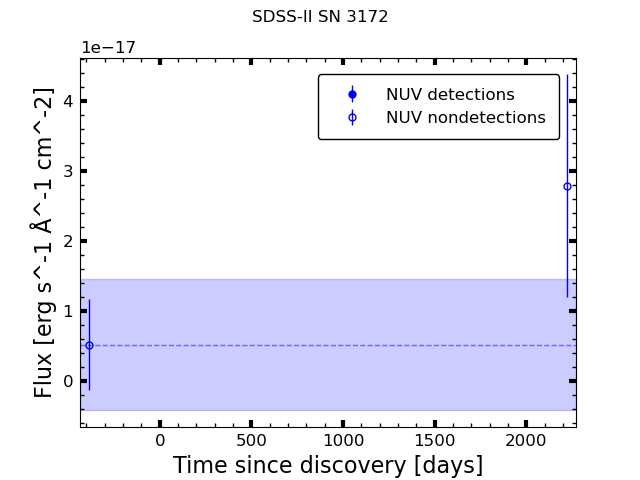 SDSS-II SN 3172
1e−17
NUV detections
NUV nondetections
4
3
2
1
0
Flux [erg s^-1 Å^-1 cm^-2]
0 500 1000 1500 2000
Time since discovery [days]